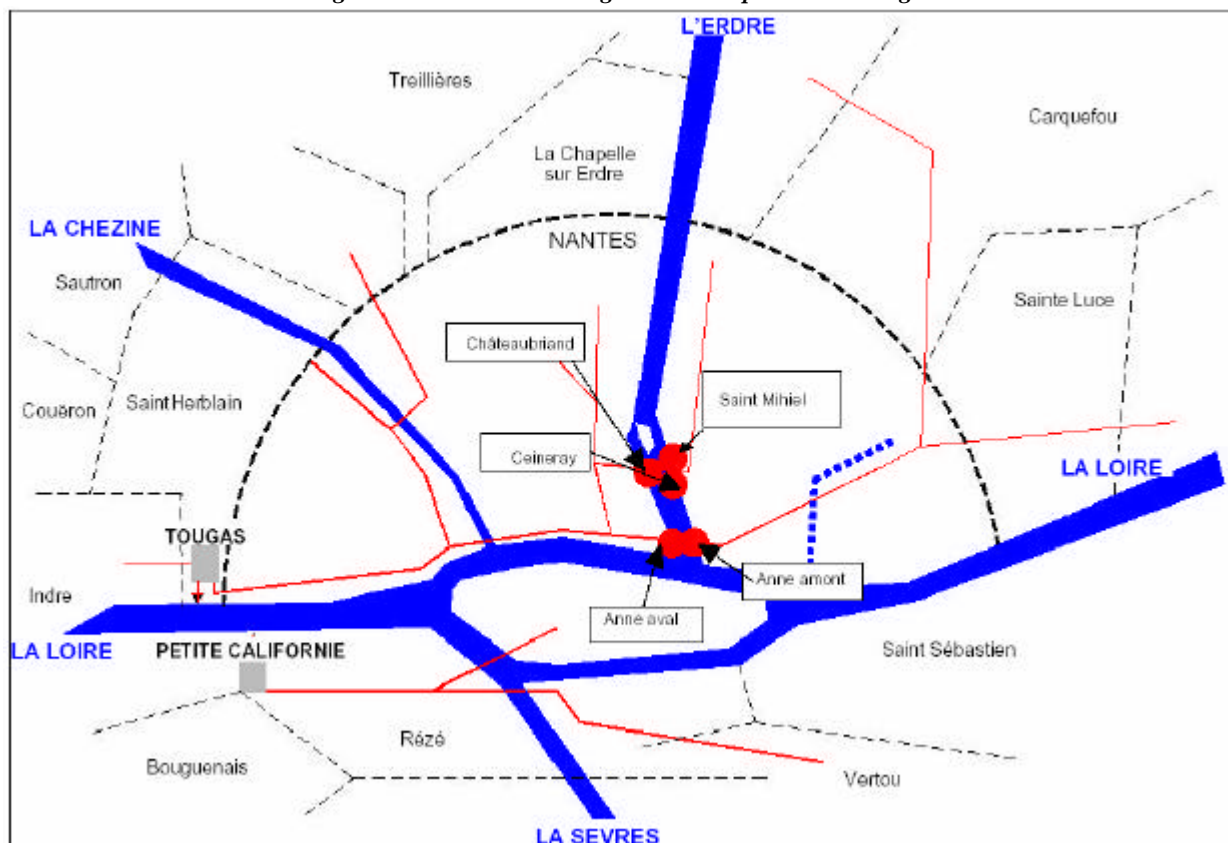 L'ERDRE
Treillières
Carquefou
La Chapelle
sur Erdre
LA CHEZINE
NANTES
Sautron
Sainte Luce
Châteaubriand
Saint Mihiel
Couëron
Saint Herblain
Ceineray
LA LOIRE
TOUGAS
Anne amont
Indre
Anne aval
LA LOIRE
PETITE CALIFORNIE
Saint Sébastien
Rézé
Bouguenais
Vertou
LA SEVRES